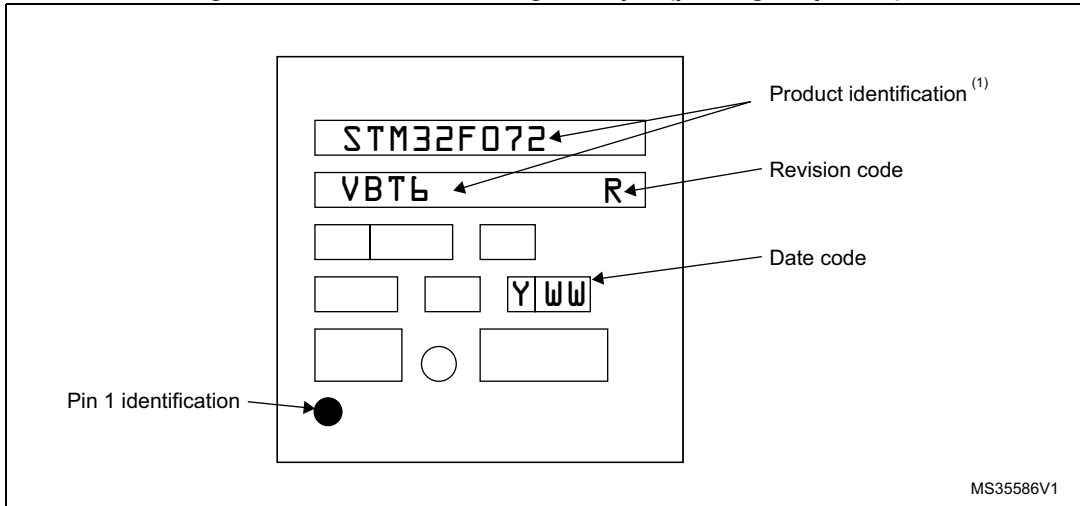 Product identification (1)
STM32F072
Revision code
VBT6 R
Date code
Y WW
Pin 1 identification
MS35586V1